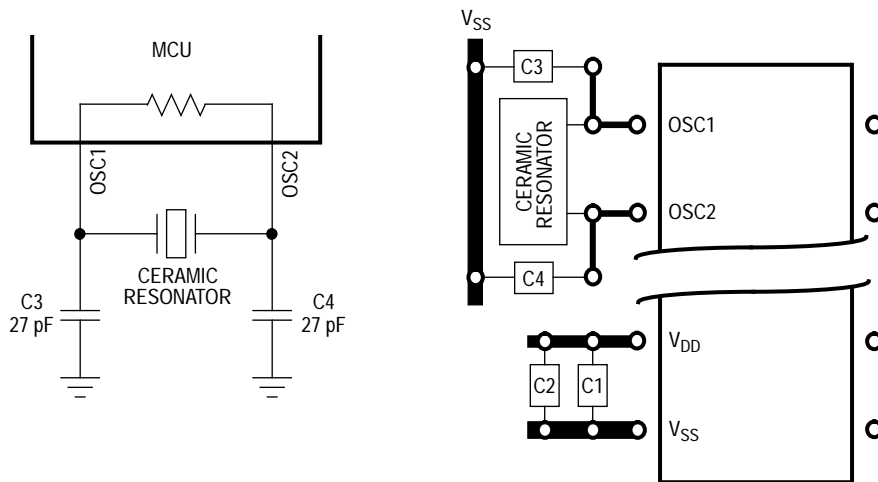 MCU
OSC1
OSC2
CERAMIC
RESONATOR
C3
27 pF
C4
27 pF
VSS
C3
CERAMIC
RESONATOR
C4
OSC1
OSC2
VDD
C2
C1
VSS